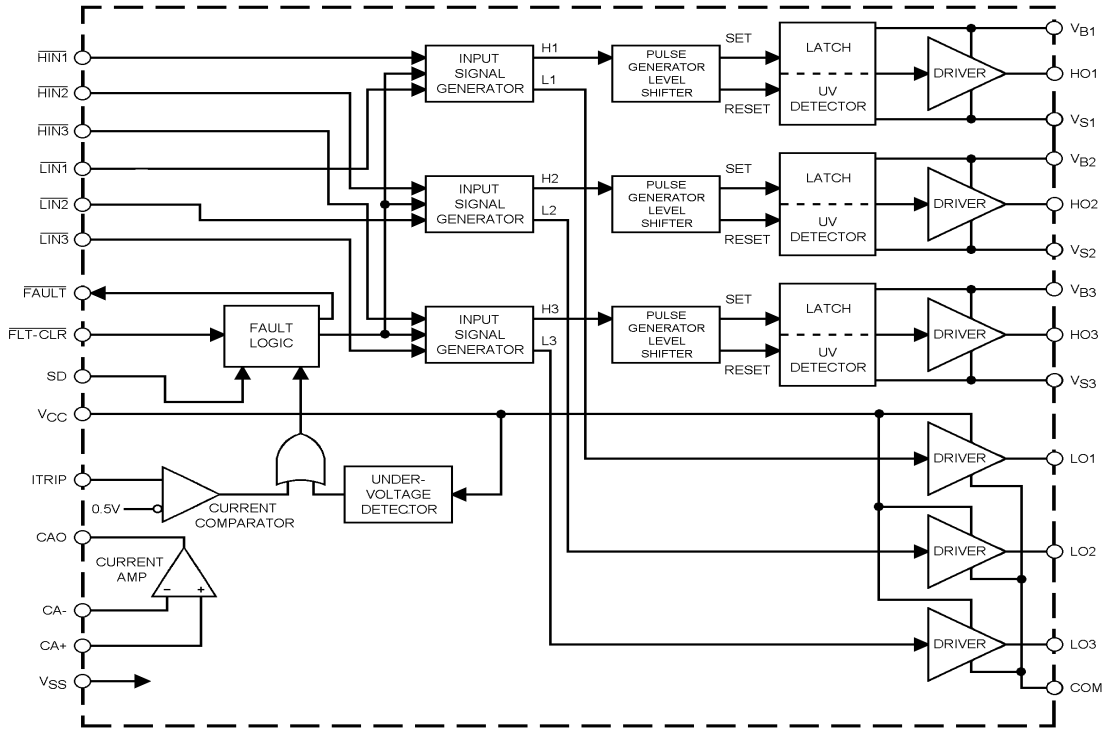 HIN1
HIN2
HIN3
LIN1
LIN2
LIN3
FAULT
FLT-CLR
SD
VCC
ITRIP
0.5V
CAO
CA-
CA+
VSS
FAULT
LOGIC
CURRENT
COMPARATOR
UNDER-
VOLTAGE
DETECTOR
CURRENT
AMP
−
+
INPUT
SIGNAL
GENERATOR
H1
L1
PULSE
GENERATOR
LEVEL
SHIFTER
SET
RESET
LATCH
UV
DETECTOR
DRIVER
VB1
HO1
VS1
INPUT
SIGNAL
GENERATOR
H2
L2
PULSE
GENERATOR
LEVEL
SHIFTER
SET
RESET
LATCH
UV
DETECTOR
DRIVER
VB2
HO2
VS2
INPUT
SIGNAL
GENERATOR
H3
L3
PULSE
GENERATOR
LEVEL
SHIFTER
SET
RESET
LATCH
UV
DETECTOR
DRIVER
VB3
HO3
VS3
DRIVER
LO1
DRIVER
LO2
DRIVER
LO3
COM